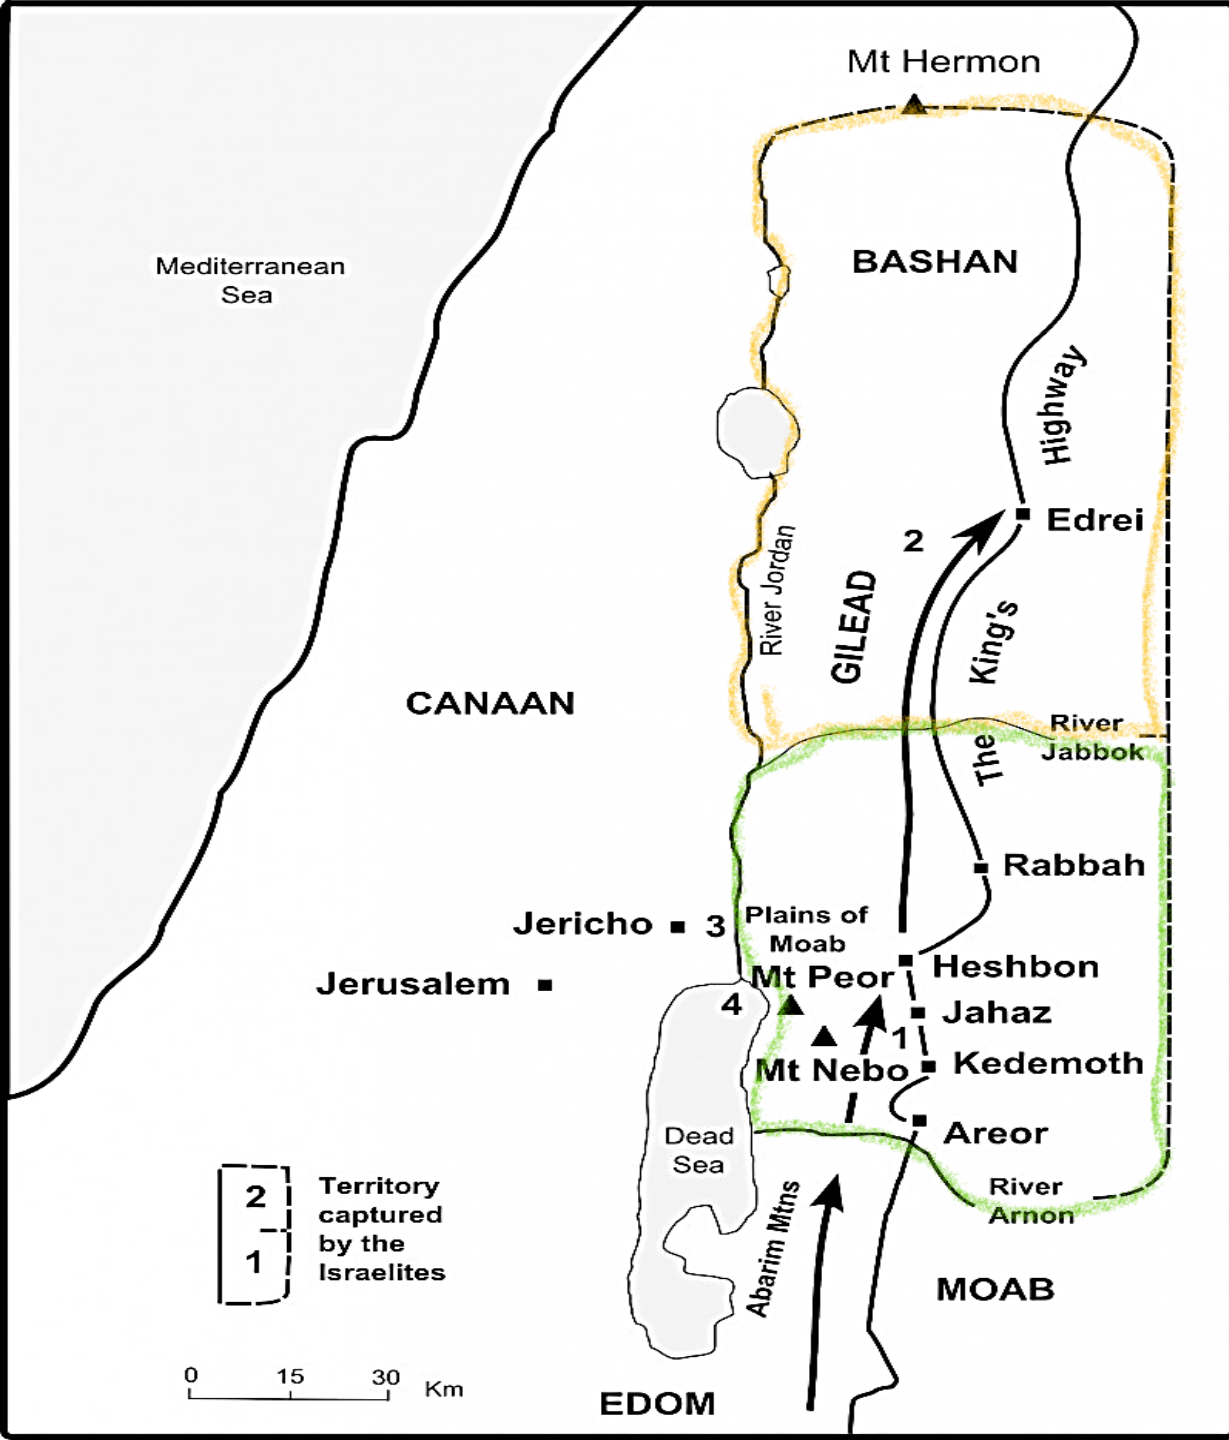 Mt Hermon
Mediterranean
Sea
BASHAN
Highway
Edrei
2
River Jordan
GILEAD
King's
CANAAN
River
Jabbok
The
Rabbah
Jericho
3
Plains of
Moab
Mt Peor
Heshbon
Jerusalem
4
Jahaz
1
Mt Nebo
Kedemoth
Areor
Dead
Sea
River
Arnon
Abarim Mtns
2
1
Territory
captured
by the
Israelites
MOAB
0 15 30 Km
EDOM